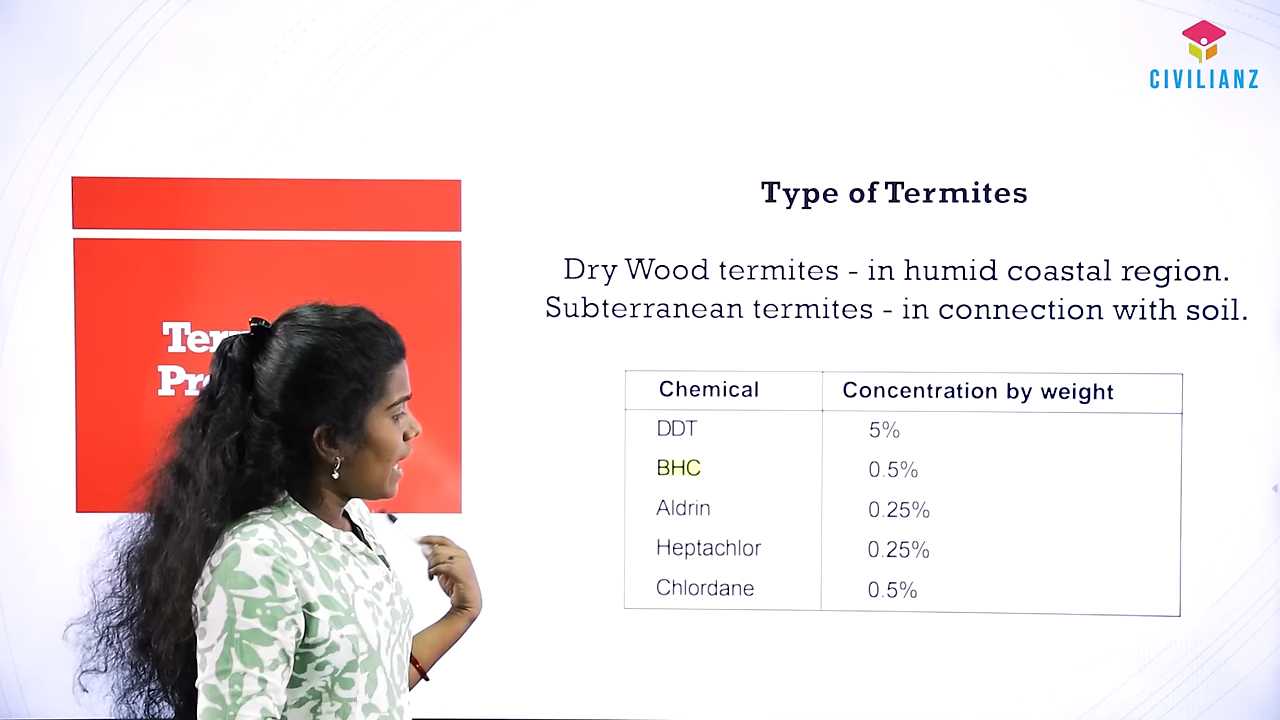 CIVILIANZ
Type of Termites
Dry Wood termites - in humid coastal region.
Subterranean termites - in connection with soil.
Chemical Concentration by weight
DDT 5%
BHC 0.5%
Aldrin 0.25%
Heptachlor 0.25%
Chlordane 0.5%